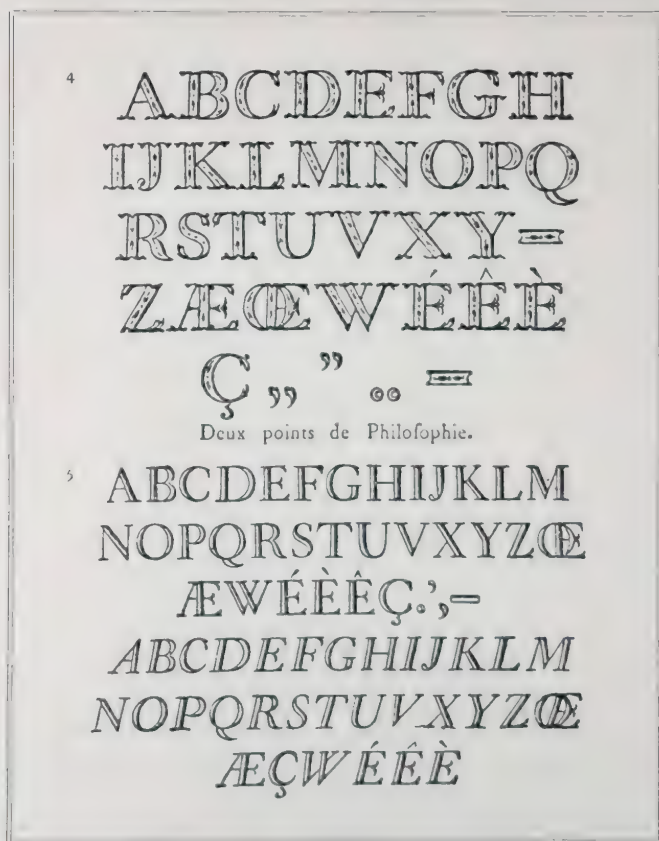 4 ABCDEFGH
IJKLMNOPQ
RSTUVXY=
ZÆŒWÉÊÈ
Ç „ ” .. =
Deux points de Philoſophie.
5 ABCDEFGHIJKLM
NOPQRSTUVXYZŒ
ÆWÉÈÊÇ.’,=
ABCDEFGHIJKLM
NOPQRSTUVXYZŒ
ÆÇWÉÊÈ